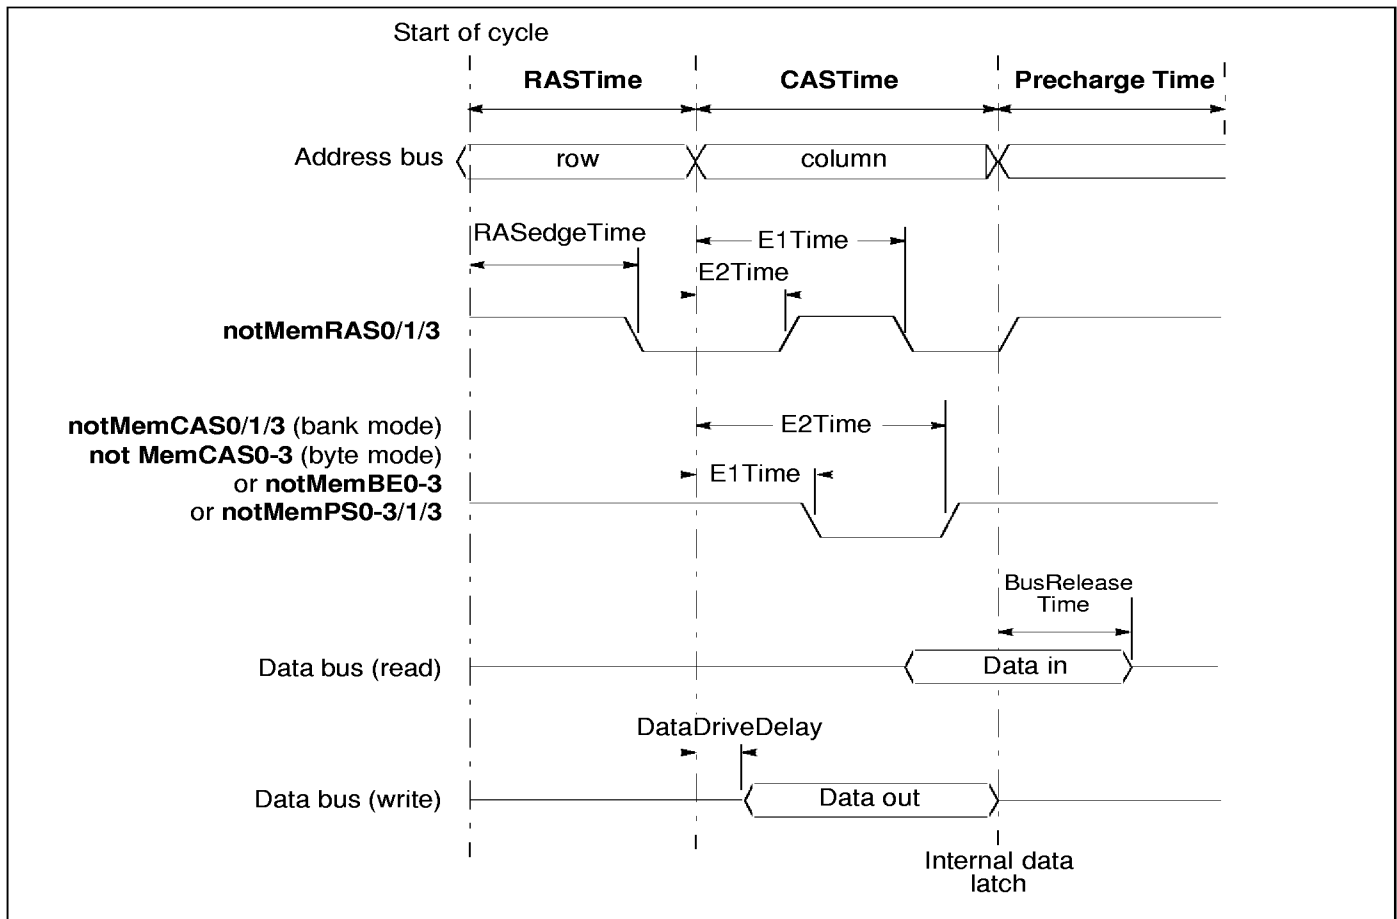 Start of cycle
RASTime CASTime Precharge Time
Address bus row column
RASedgeTime
E1Time
E2Time
notMemRAS0/1/3
notMemCAS0/1/3 (bank mode)
not MemCAS0-3 (byte mode)
or notMemBE0-3
or notMemPS0-3/1/3
E2Time
E1Time
BusRelease
Time
Data bus (read) Data in
DataDriveDelay
Data bus (write) Data out
Internal data
latch